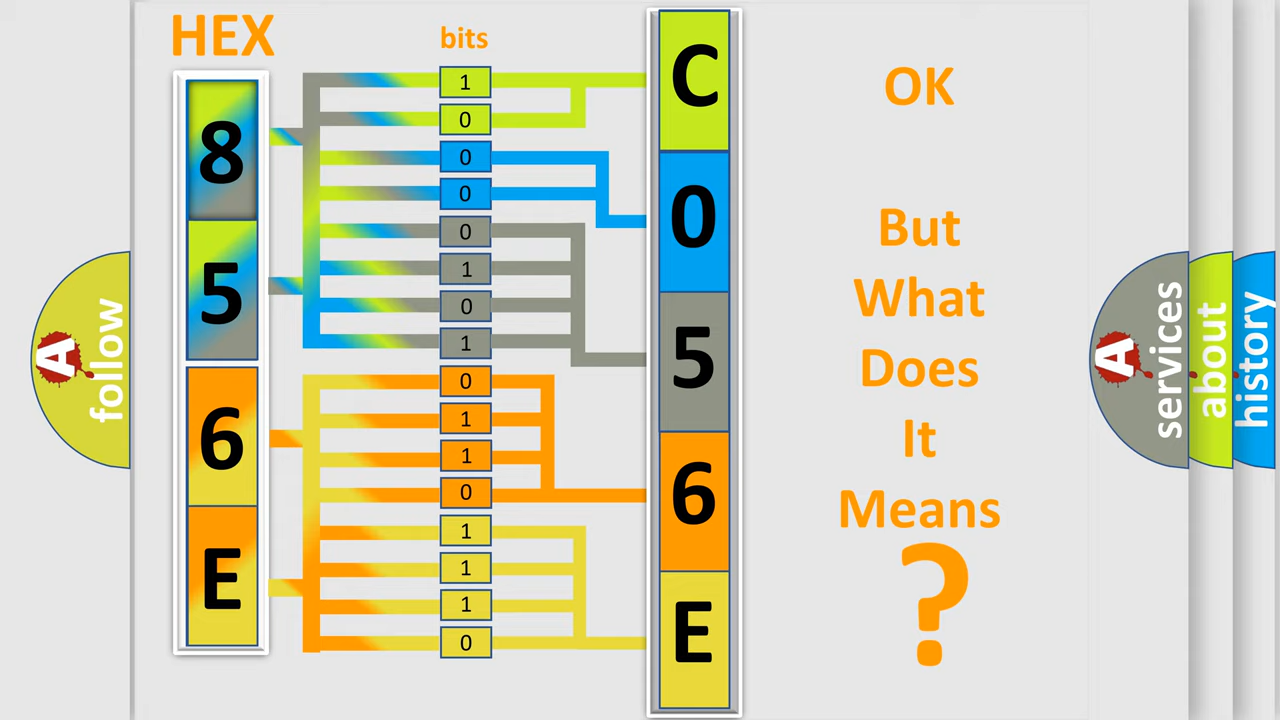 HEX
bits
8
5
6
E
1
0
0
0
0
1
0
1
0
1
1
0
1
1
1
0
C
0
5
6
E
OK
But
What
Does
It
Means
?
A
follow
A
services
about
history